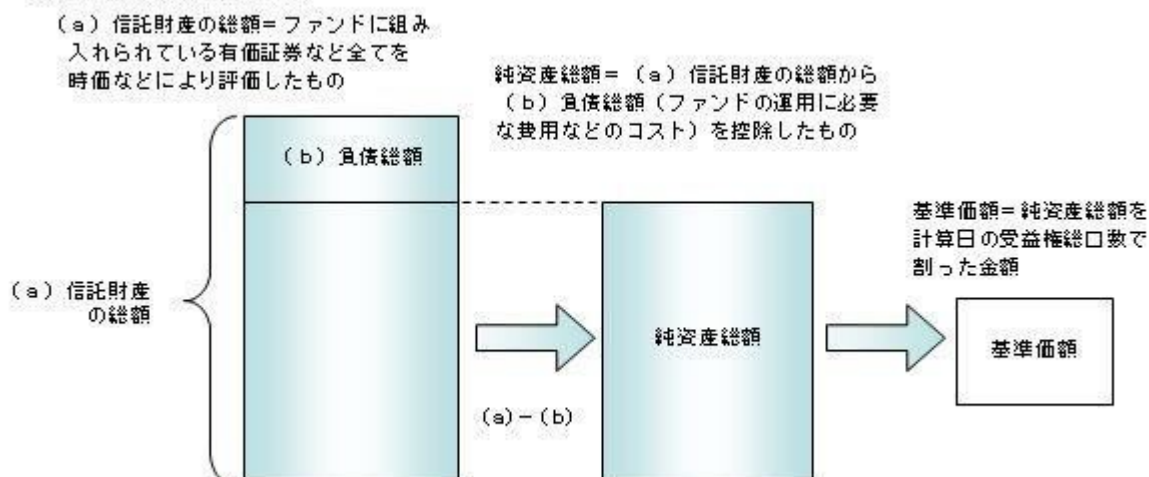 （a）信託財産の総額＝ファンドに組み
入れられている有価証券など全てを
時価などにより評価したもの
純資産総額＝（a）信託財産の総額から
（b）負債総額（ファンドの運用に必要
な費用などのコスト）を控除したもの
（b）負債総額
基準価額＝純資産総額を
計算日の受益権総口数で
割った金額
（a）信託財産
の総額
純資産総額
基準価額
(a)－(b)